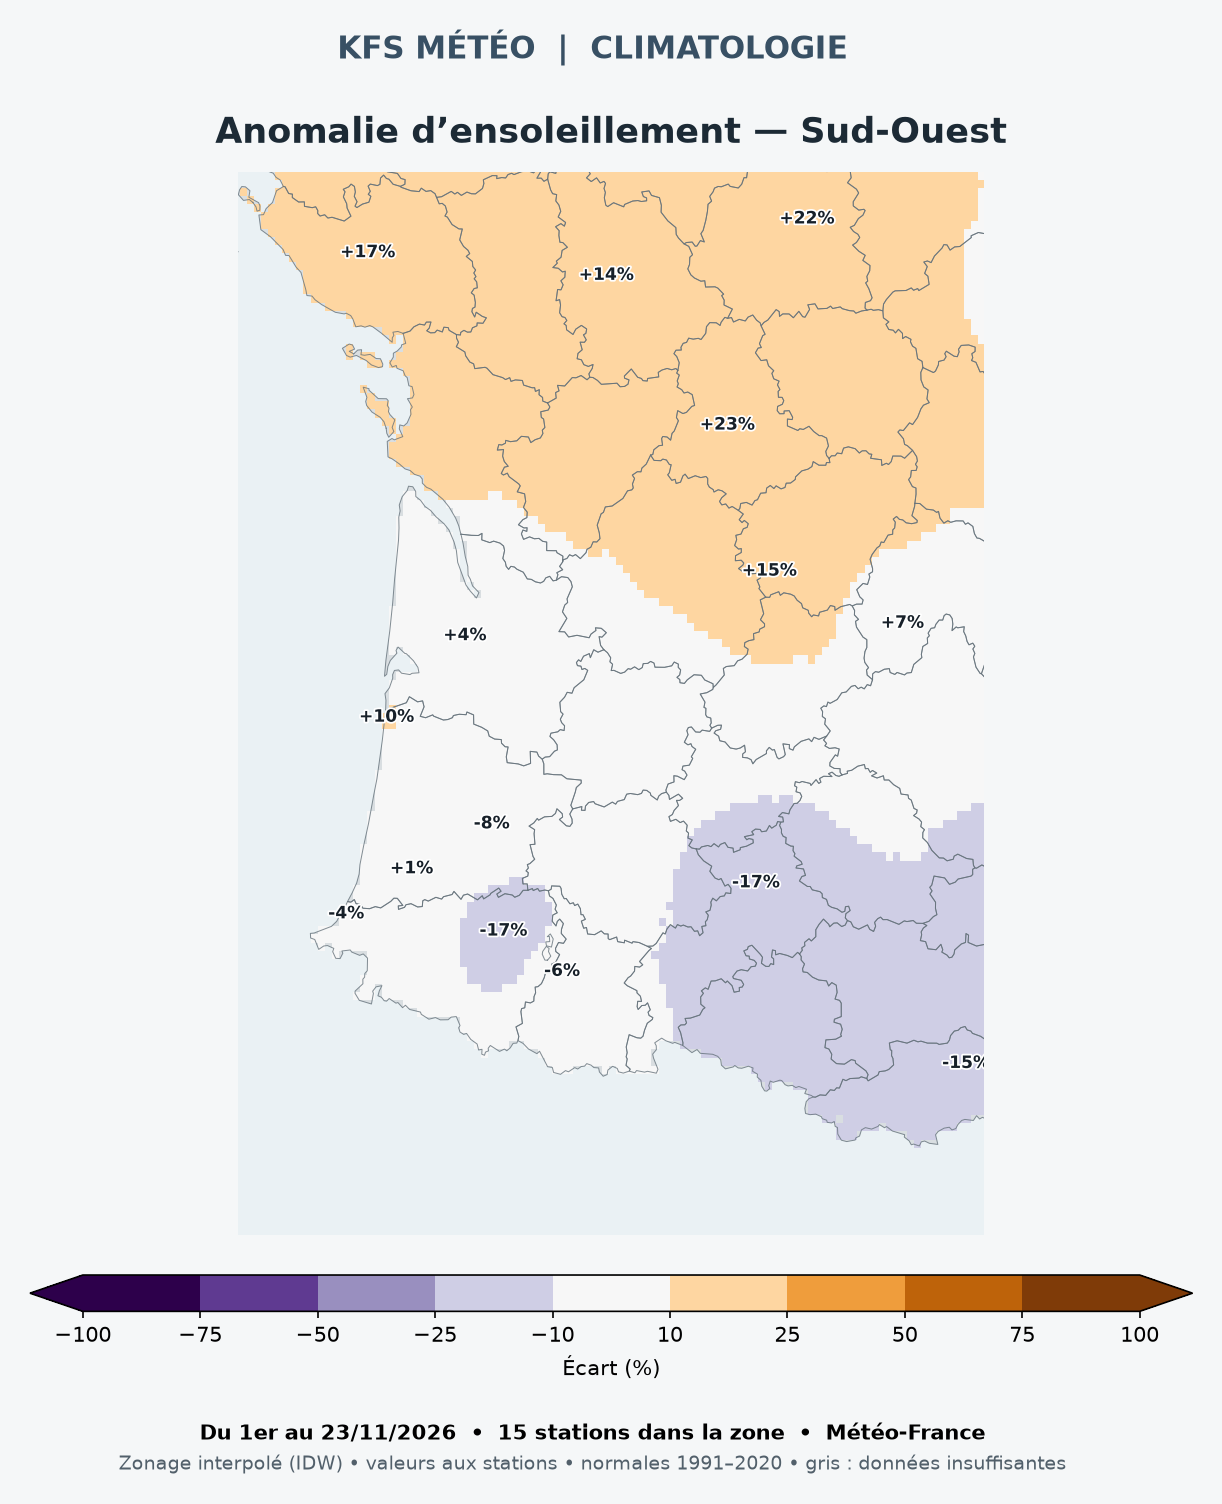 KFS MÉTÉO | CLIMATOLOGIE
Anomalie d’ensoleillement — Sud-Ouest
+22%
+17%
+14%
+23%
+15%
+7%
+4%
+10%
-8%
+1%
-17%
-4%
-17%
-6%
-15%
−100 −75 −50 −25 −10 10 25 50 75 100
Écart (%)
Du 1er au 23/11/2026 • 15 stations dans la zone • Météo-France
Zonage interpolé (IDW) • valeurs aux stations • normales 1991–2020 • gris : données insuffisantes